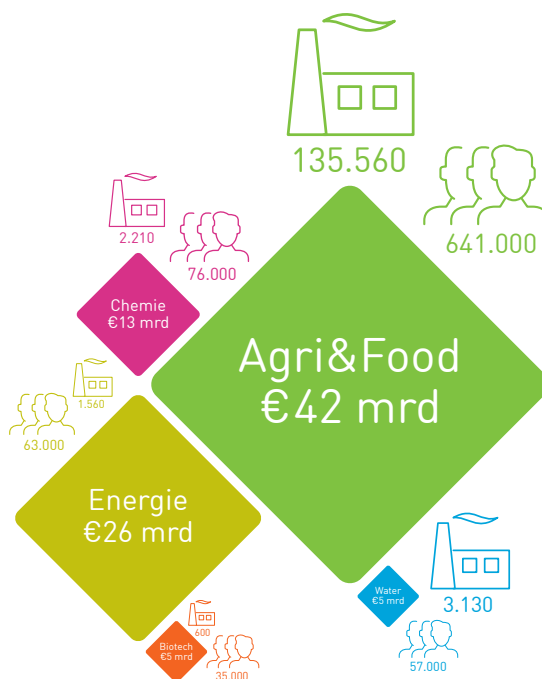 135.560
641.000
2.210
76.000
Chemie
€13 mrd
Agri&Food
€42 mrd
1.560
63.000
Energie
€26 mrd
Water
€5 mrd
3.130
57.000
600
Biotech
€5 mrd
35.000